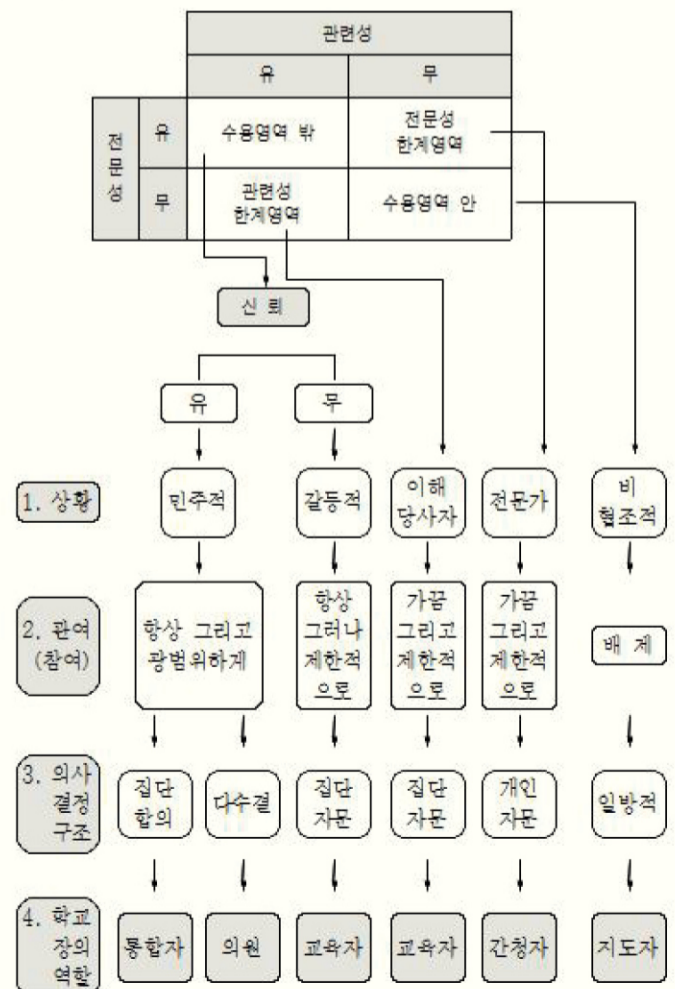 관련성
유
무
전
문
성
유
수용영역 밖
전문성
한계영역
무
관련성
한계영역
수용영역 안
신 뢰
유
무
1. 상황
민주적
갈등적
이해
당사자
전문가
비
협조적
2. 관여
(참여)
항상 그리고
광범위하게
항상
그러나
제한적
으로
가끔
그리고
제한적
으로
가끔
그리고
제한적
으로
배 제
3. 의사
결정
구조
집단
합의
다수결
집단
자문
집단
자문
개인
자문
일방적
4. 학교
장의
역할
통합자
의원
교육자
교육자
간청자
지도자